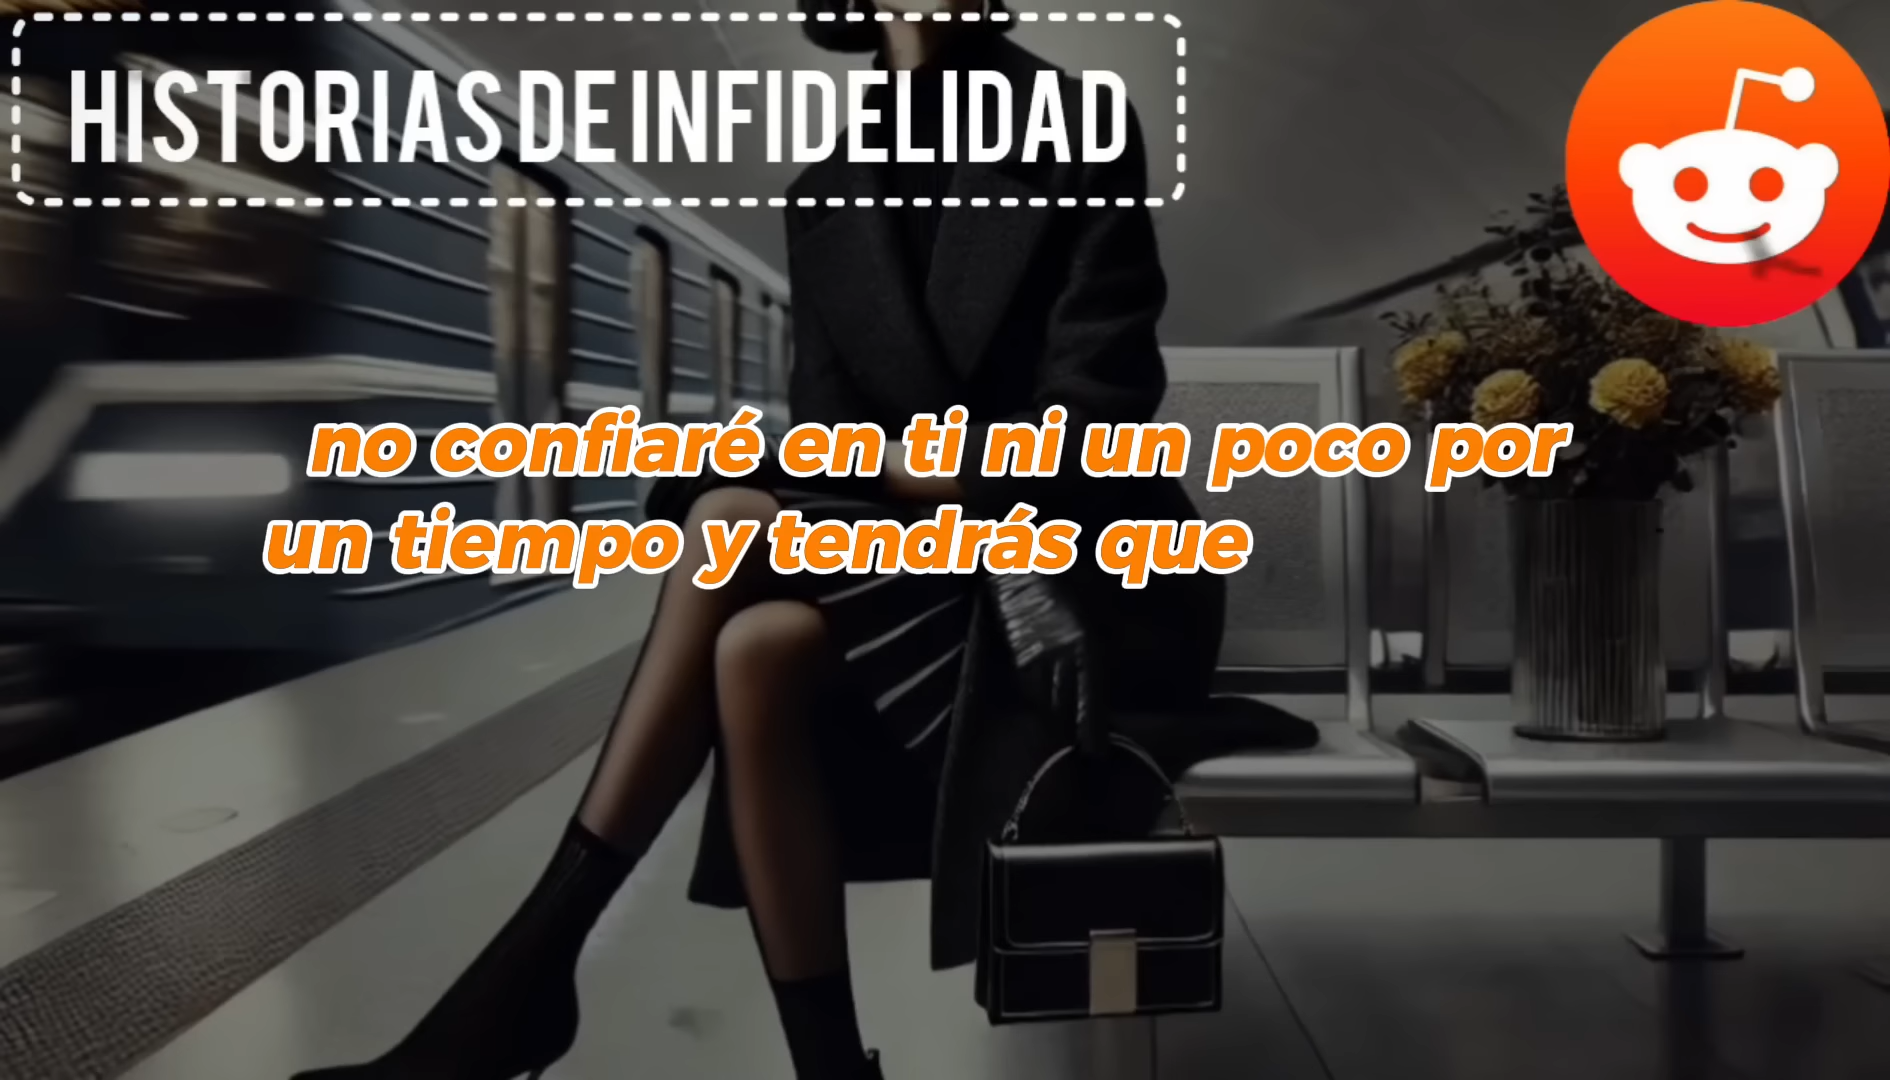 HISTORIAS DE INFIDELIDAD
no confiaré en ti ni un poco por
un tiempo y tendrás que